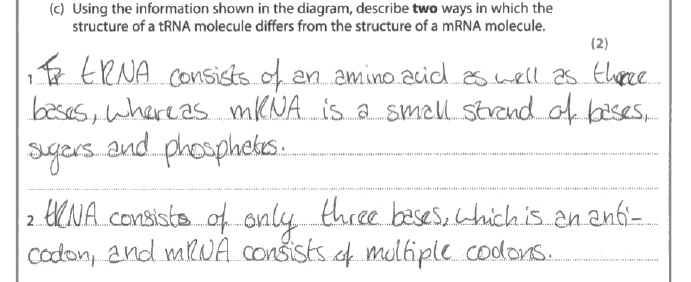 (c) Using the information shown in the diagram, describe two ways in which the
structure of a tRNA molecule differs from the structure of a mRNA molecule.
(2)
1 tRNA consists of an amino acid as well as three
bases, whereas mRNA is a small strand of bases,
sugars and phosphates.
2 tRNA consists of only three bases, which is an anti-
codon, and mRNA consists of multiple codons.